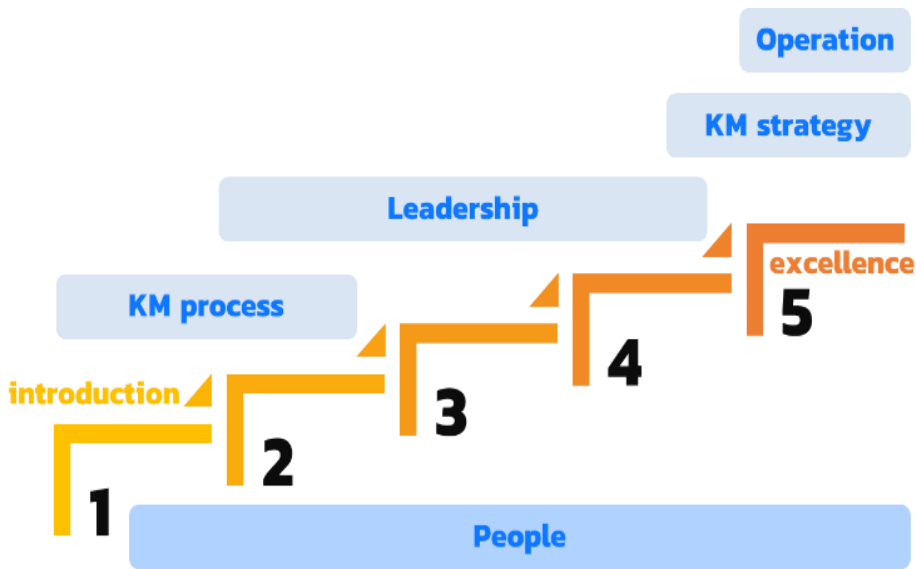 Operation
KM strategy
Leadership
excellence
5
KM process
4
introduction
3
2
1
People